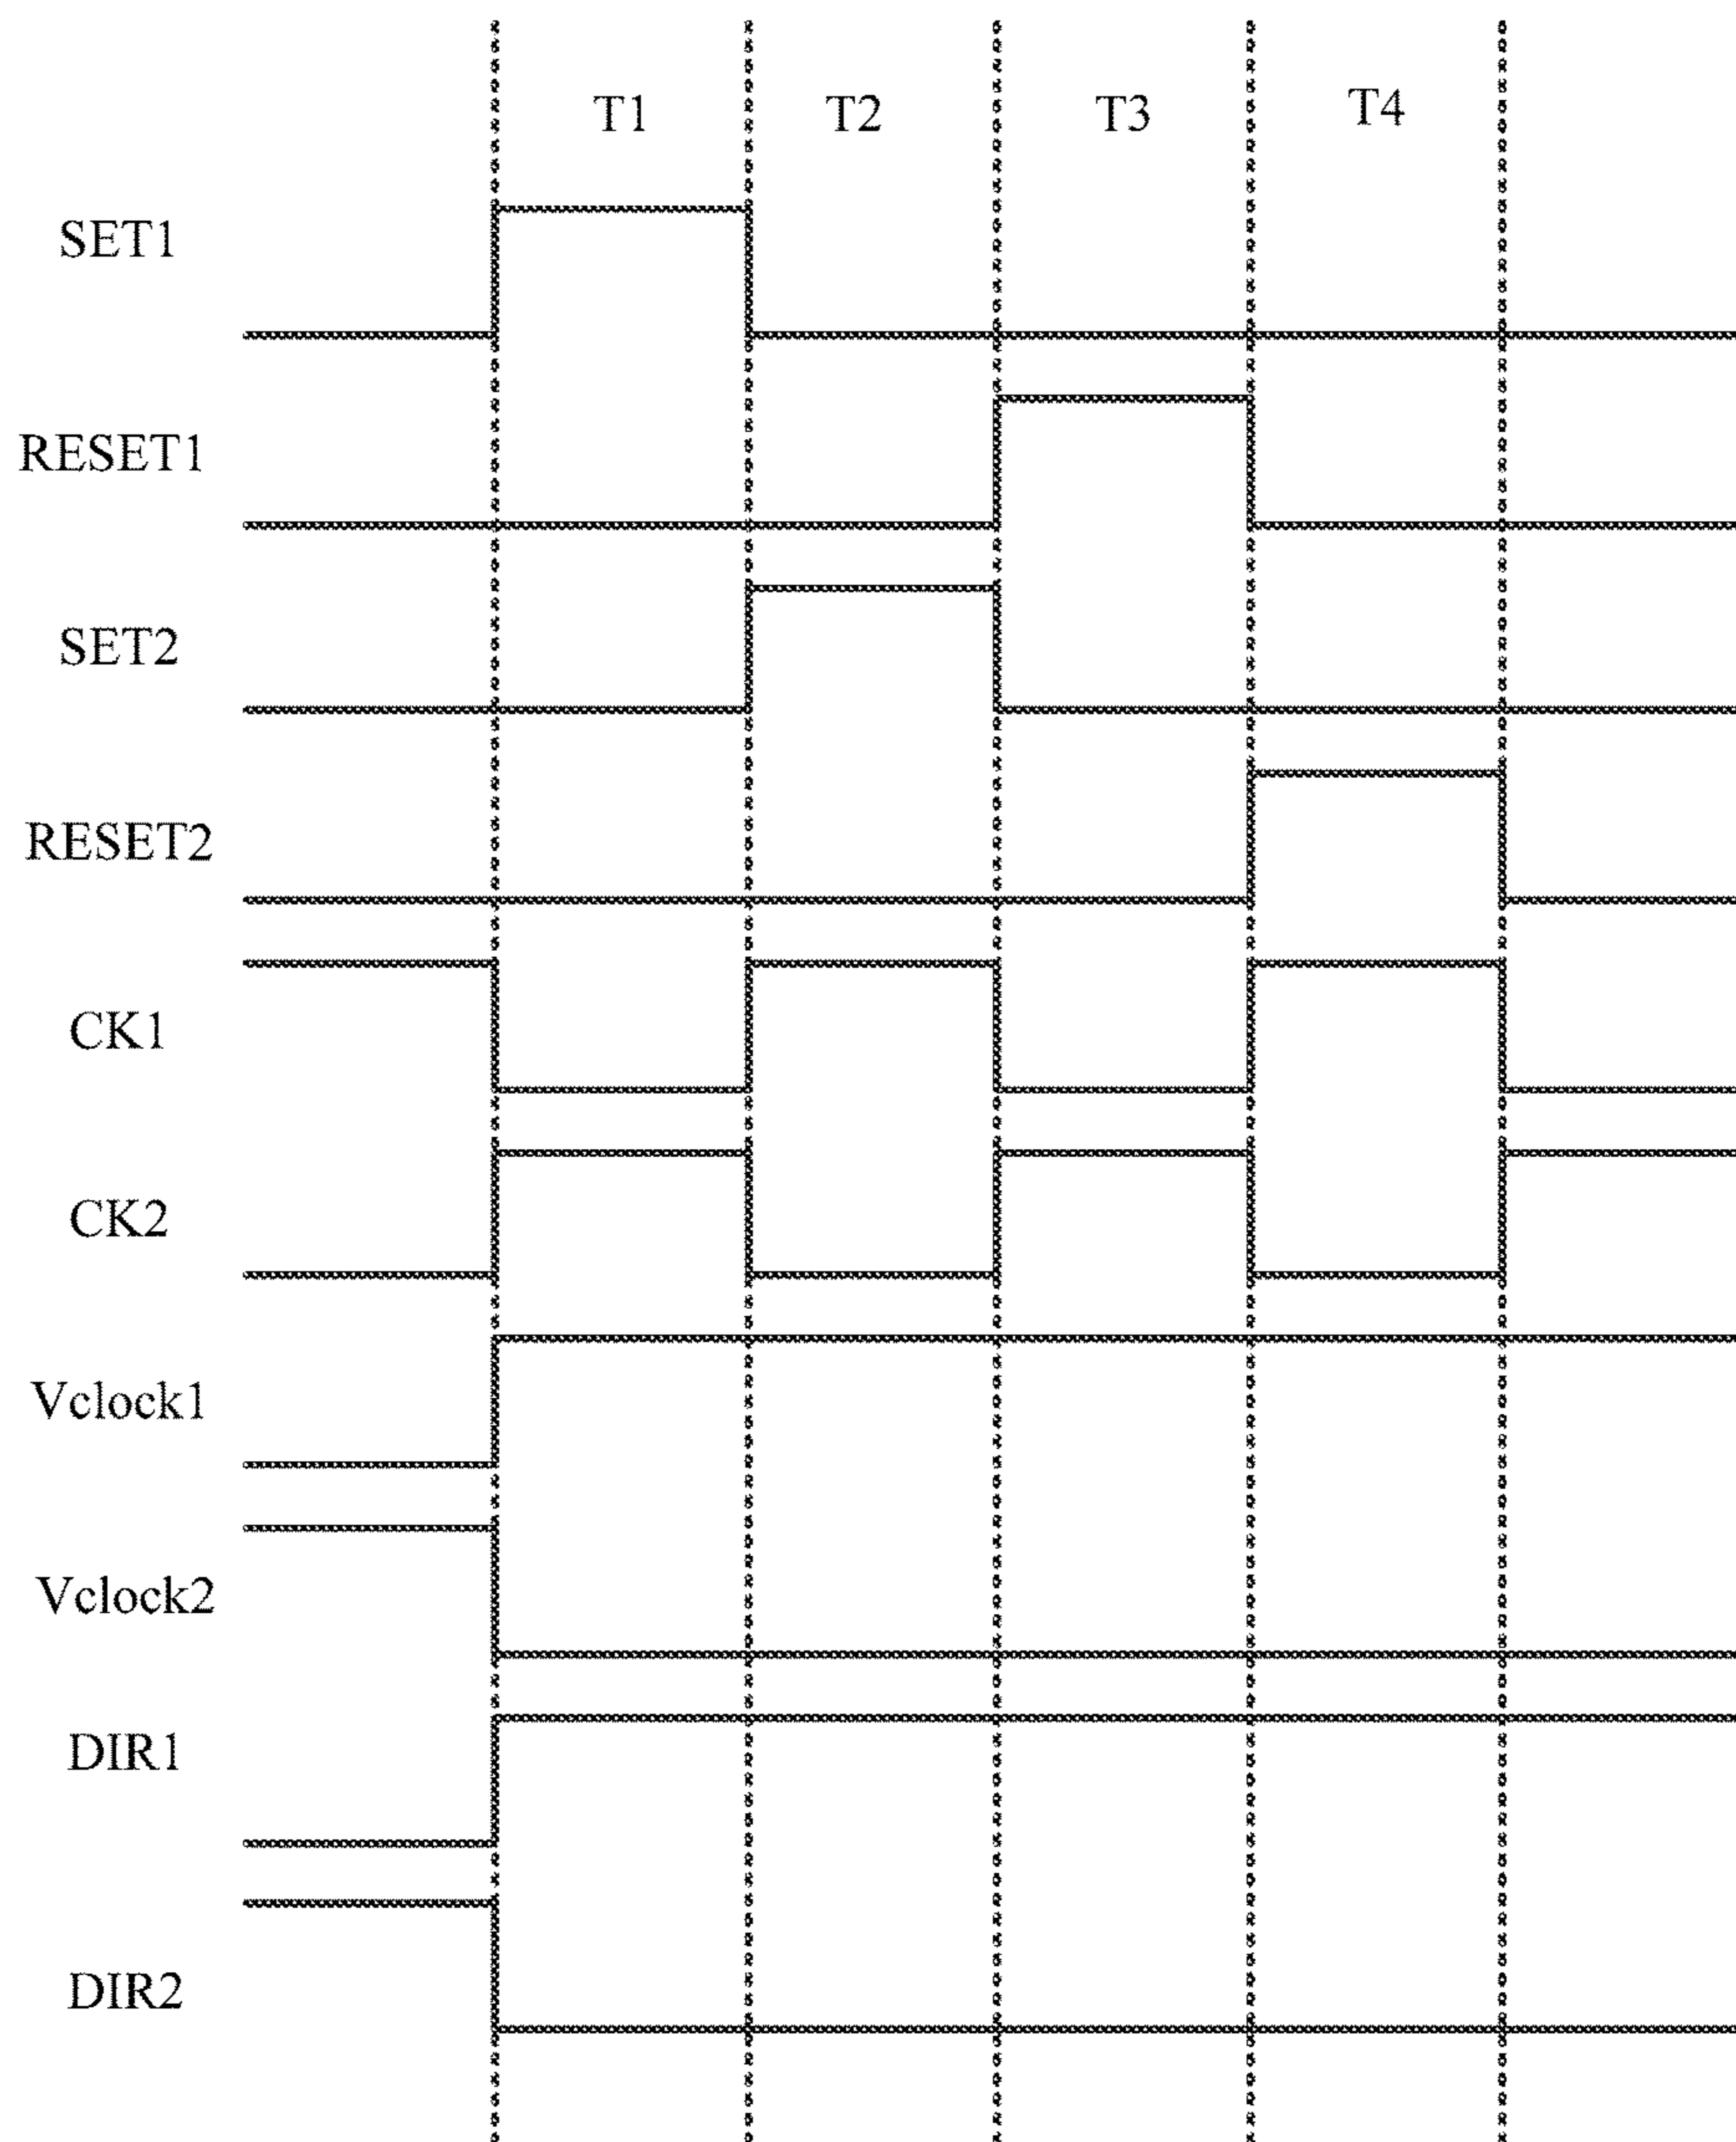 T1 T2 T3 T4
SET1
RESET1
SET2
RESET2
CK1
CK2
Vclock1
Vclock2
DIR1
DIR2